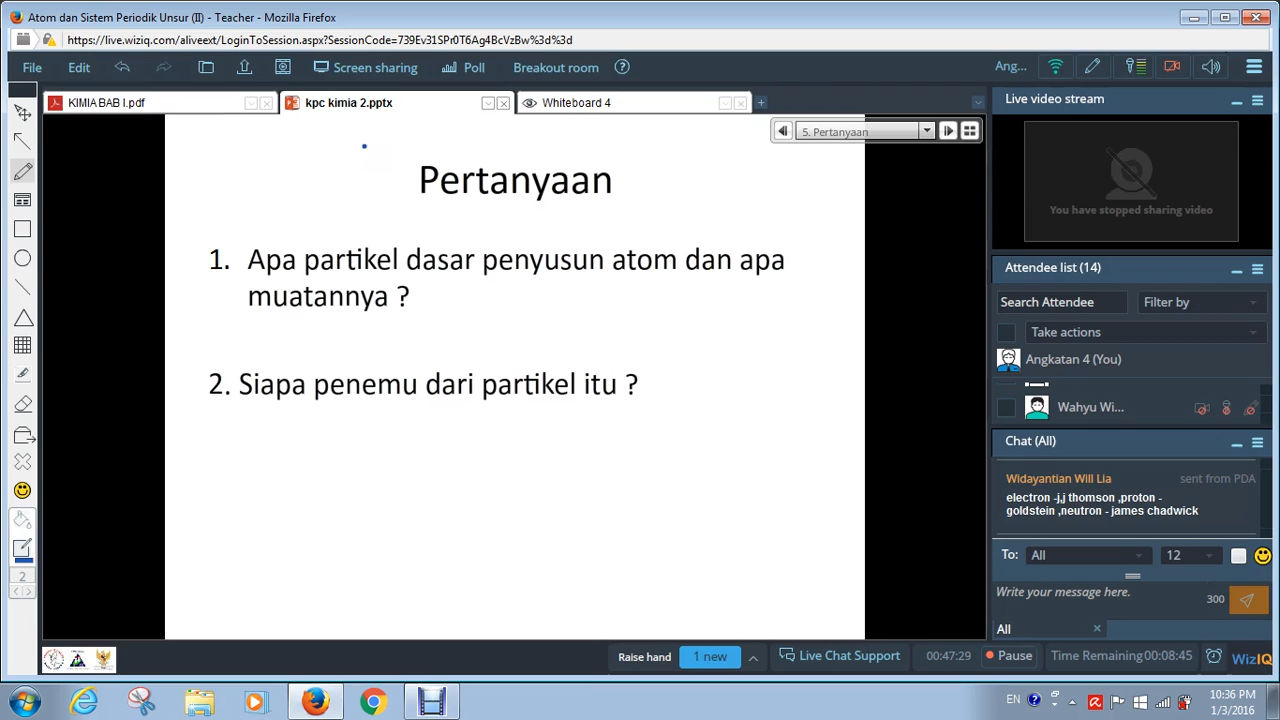 Atom dan Sistem Periodik Unsur (II) - Teacher - Mozilla Firefox
https://live.wiziq.com/aliveext/LoginToSession.aspx?SessionCode=739Ev31SPr0T6Ag4BcVzBw%3d%3d
File Edit Screen sharing Poll Breakout room ? Ang...
KIMIA BAB I.pdf kpc kimia 2.pptx Whiteboard 4
Live video stream
5. Pertanyaan
You have stopped sharing video
Pertanyaan
1. Apa partikel dasar penyusun atom dan apa
muatannya ?
2. Siapa penemu dari partikel itu ?
Attendee list (14)
Search Attendee Filter by
Take actions
Angkatan 4 (You)
Wahyu Wi...
Chat (All)
Widayantian Will Lia sent from PDA
electron -j,j thomson ,proton -
goldstein ,neutron - james chadwick
To: All 12
Write your message here. 300
All
2
Raise hand 1 new Live Chat Support 00:47:29 Pause Time Remaining 00:08:45 WizIQ
EN 10:36 PM
1/3/2016